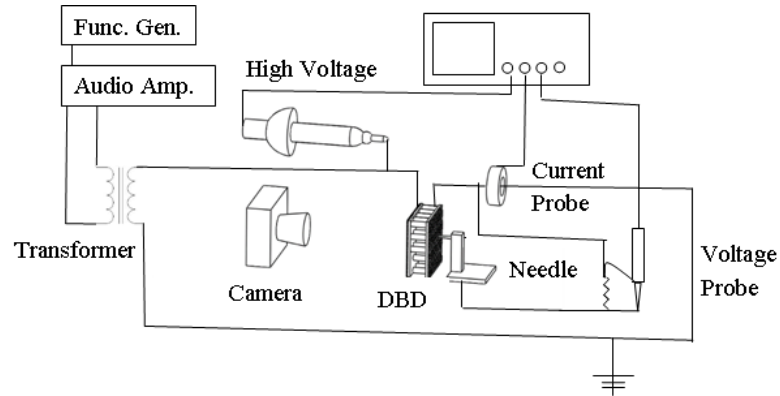 Func. Gen.
Audio Amp.
High Voltage
Current
Probe
Transformer
Camera
DBD
Needle
Voltage
Probe